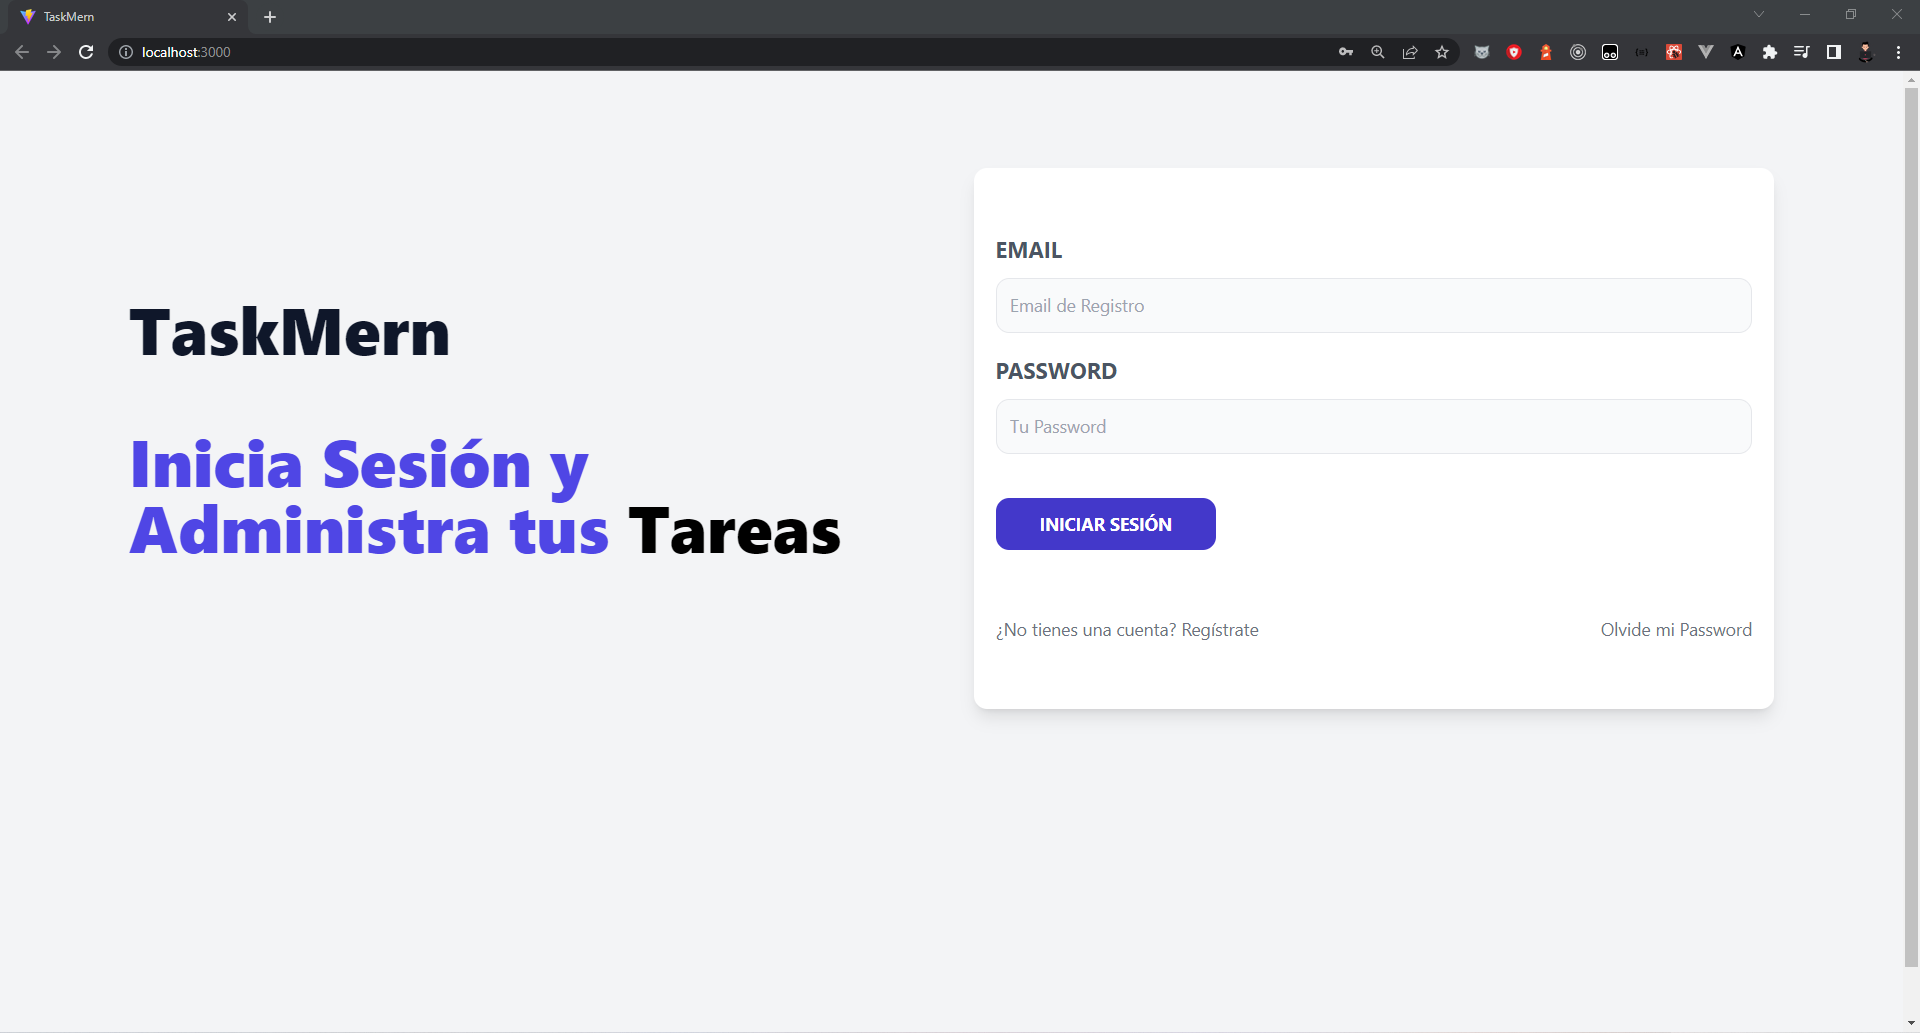 TaskMern
localhost:3000
TaskMern
Inicia Sesión y
Administra tus Tareas
EMAIL
Email de Registro
PASSWORD
Tu Password
INICIAR SESIÓN
¿No tienes una cuenta? Regístrate
Olvide mi Password